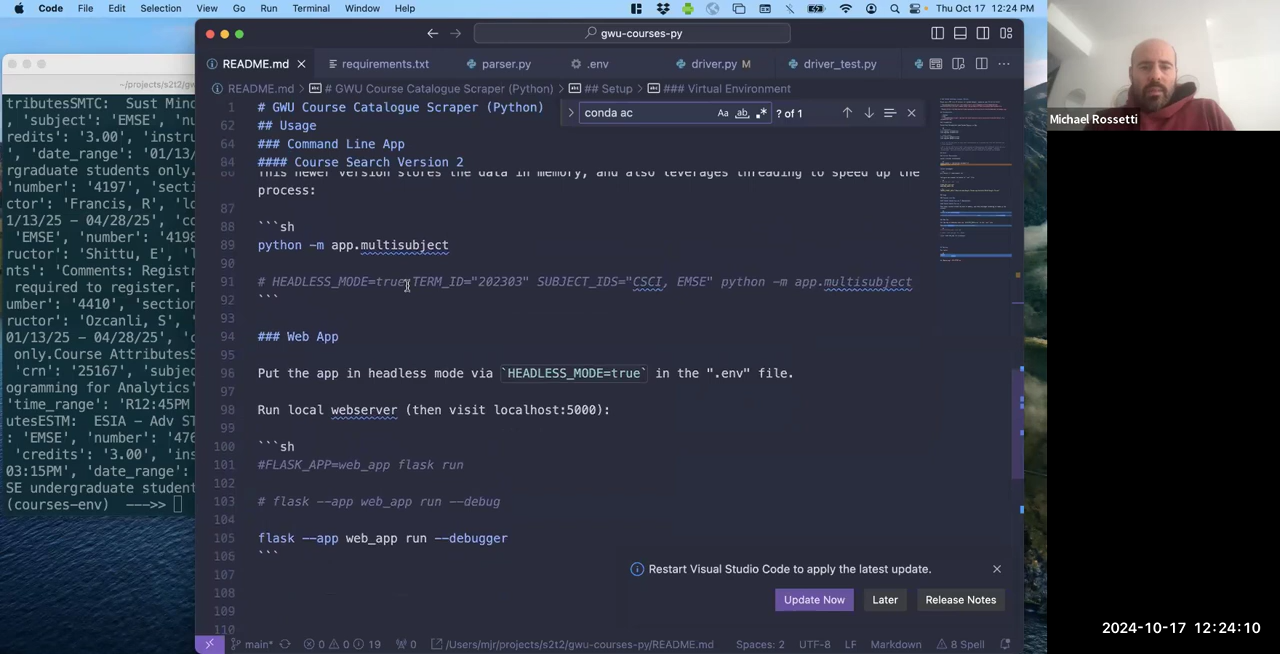 Code File Edit Selection View Go Run Terminal Window Help Thu Oct 17 12:24 PM
gwu-courses-py
README.md requirements.txt parser.py .env driver.py M driver_test.py
README.md > # GWU Course Catalogue Scraper (Python) > ## Setup > ### Virtual Environment
conda ac Aa ab .* ? of 1
1 # GWU Course Catalogue Scraper (Python)
62 ## Usage
64 ### Command Line App
84 #### Course Search Version 2
86 This newer version stores the data in memory, and also leverages threading to speed up the
process:
87
88 ```sh
89 python -m app.multisubject
90
91 # HEADLESS_MODE=true TERM_ID="202303" SUBJECT_IDS="CSCI, EMSE" python -m app.multisubject
92 ```
93
94 ### Web App
95
96 Put the app in headless mode via `HEADLESS_MODE=true` in the ".env" file.
97
98 Run local webserver (then visit localhost:5000):
99
100 ```sh
101 #FLASK_APP=web_app flask run
102
103 # flask --app web_app run --debug
104
105 flask --app web_app run --debugger
106 ```
107
108
109
110
Restart Visual Studio Code to apply the latest update.
Update Now Later Release Notes
main* 0 0 19 0 /Users/mjr/projects/s2t2/gwu-courses-py/README.md Spaces: 2 UTF-8 LF Markdown 8 Spell
~/projects/s2t2/gw
tributesSMTC: Sust Mind
, 'subject': 'EMSE', 'nu
redits': '3.00', 'instru
, 'date_range': '01/13/
rgraduate students only.
'number': '4197', 'secti
ctor': 'Francis, R', 'lo
1/13/25 - 04/28/25', 'co
'EMSE', 'number': '4198
ructor': 'Shittu, E', 'l
nts': 'Comments: Registr
required to register. F
umber': '4410', 'section
ructor': 'Ozcanli, S', '
01/13/25 - 04/28/25', '
only.Course AttributesS
'crn': '25167', 'subjec
ogramming for Analytics'
'time_range': 'R12:45PM
utesESTM: ESIA - Adv ST
: 'EMSE', 'number': '476
'credits': '3.00', 'ins
03:15PM', 'date_range':
SE undergraduate student
(courses-env) --->>
Michael Rossetti
2024-10-17 12:24:10